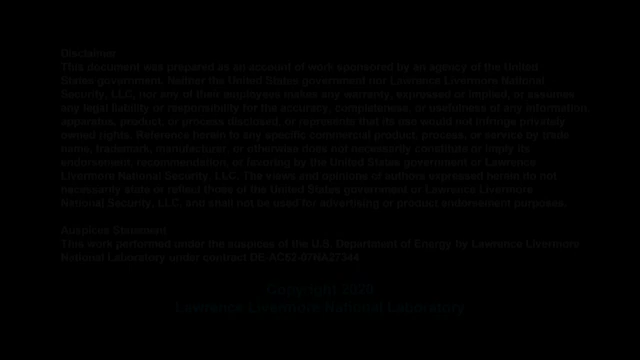 Disclaimer
This document was prepared as an account of work sponsored by an agency of the United
States government. Neither the United States government nor Lawrence Livermore National
Security, LLC, nor any of their employees makes any warranty, expressed or implied, or assumes
any legal liability or responsibility for the accuracy, completeness, or usefulness of any information,
apparatus, product, or process disclosed, or represents that its use would not infringe privately
owned rights. Reference herein to any specific commercial product, process, or service by trade
name, trademark, manufacturer, or otherwise does not necessarily constitute or imply its
endorsement, recommendation, or favoring by the United States government or Lawrence
Livermore National Security, LLC. The views and opinions of authors expressed herein do not
necessarily state or reflect those of the United States government or Lawrence Livermore
National Security, LLC, and shall not be used for advertising or product endorsement purposes.
Auspices Statement
This work performed under the auspices of the U.S. Department of Energy by Lawrence Livermore
National Laboratory under contract DE-AC52-07NA27344
Copyright
Lawrence Livermore National Laboratory